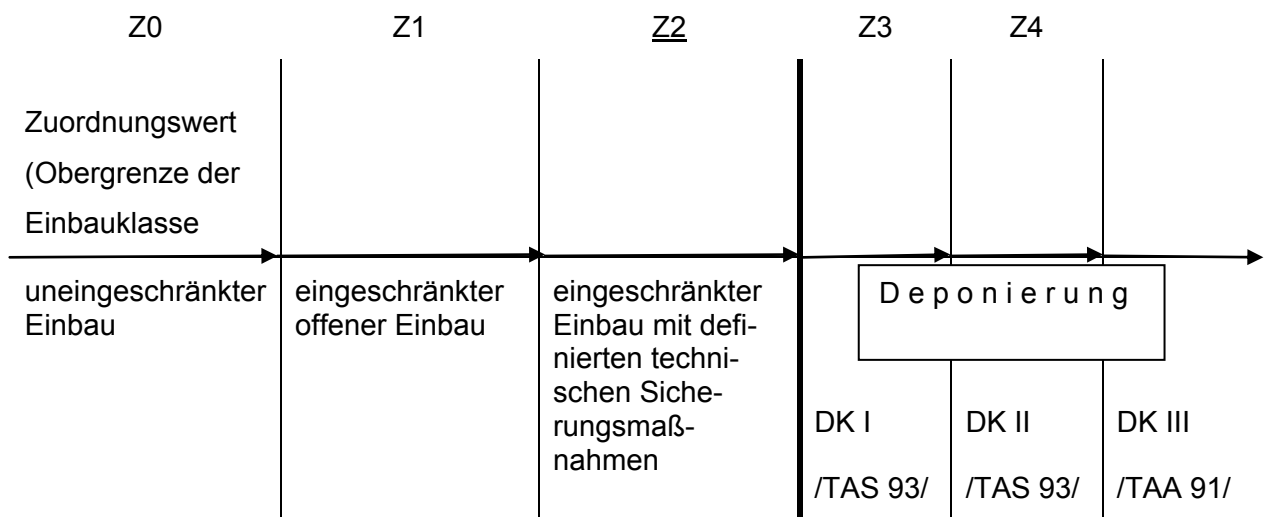 Z0 Z1 Z2 Z3 Z4
Zuordnungswert
(Obergrenze der
Einbauklasse
uneingeschränkter
Einbau
eingeschränkter
offener Einbau
eingeschränkter
Einbau mit defi-
nierten techni-
schen Siche-
rungsmaß-
nahmen
Deponierung
DK I
/TAS 93/
DK II
/TAS 93/
DK III
/TAA 91/